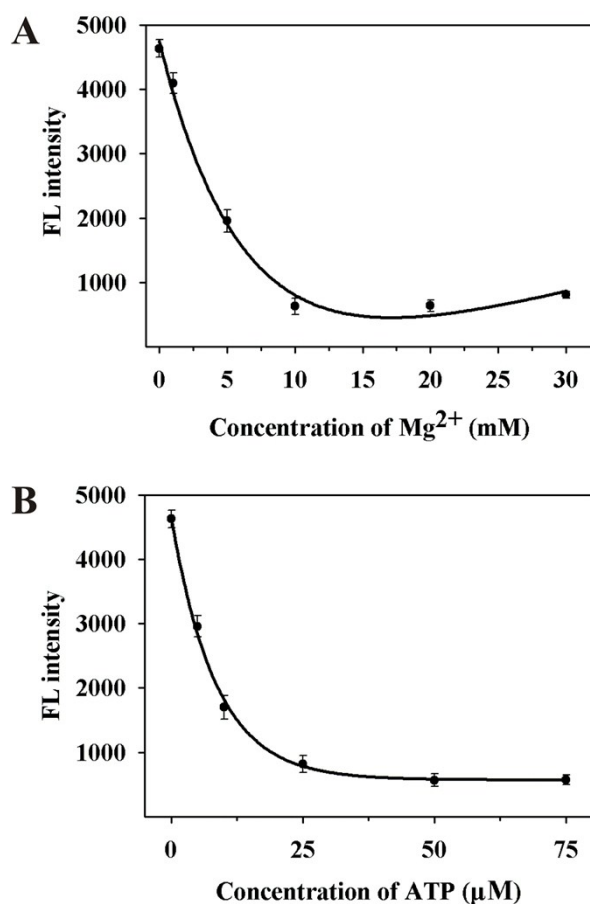 A
5000
4000
3000
2000
1000
FL intensity
0 5 10 15 20 25 30
Concentration of Mg²⁺ (mM)
B
5000
4000
3000
2000
1000
FL intensity
0 25 50 75
Concentration of ATP (μM)